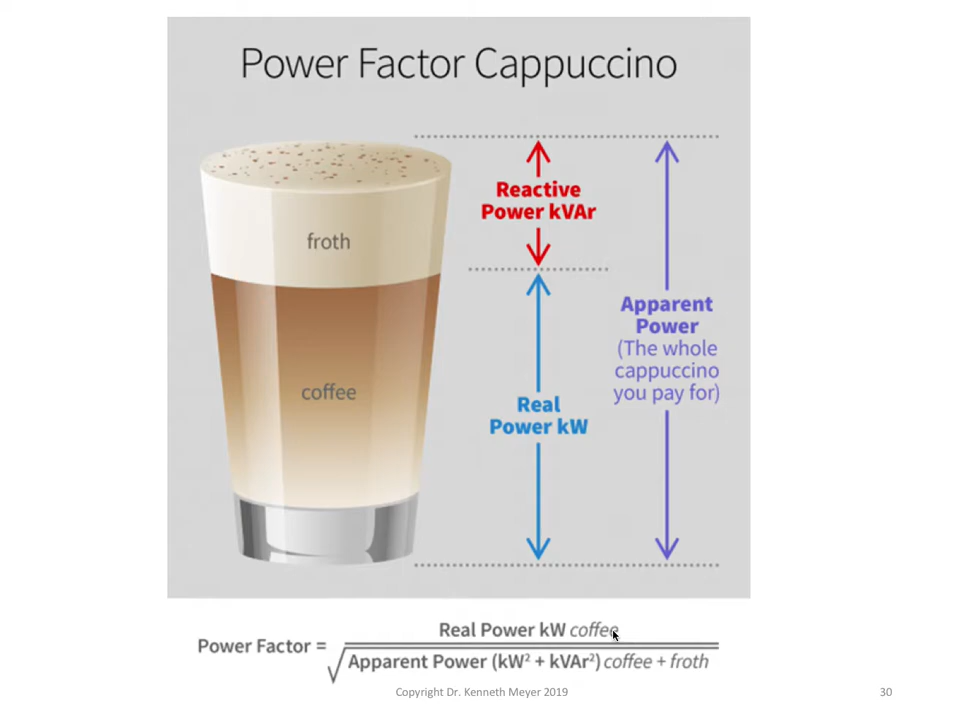 Power Factor Cappuccino
froth
coffee
Reactive
Power kVAr
Real
Power kW
Apparent
Power
(The whole
cappuccino
you pay for)
Real Power kW coffee
Power Factor =
√ Apparent Power (kW² + kVAr²) coffee + froth
Copyright Dr. Kenneth Meyer 2019
30